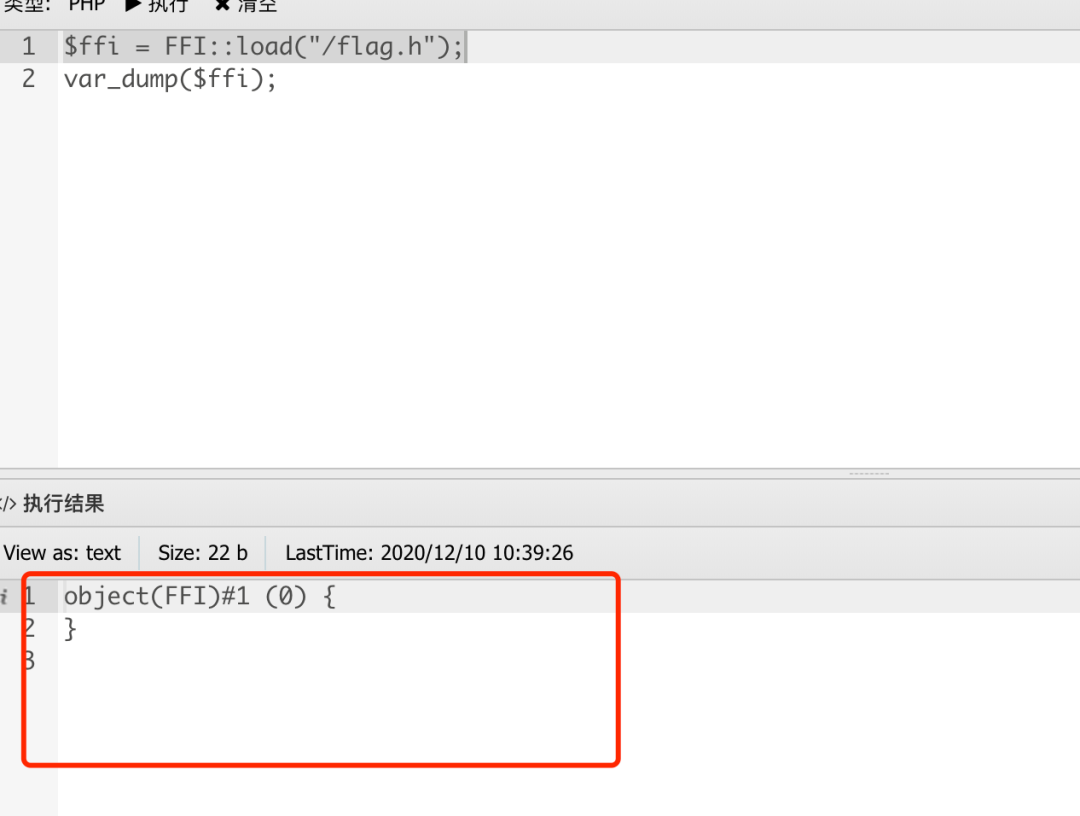 类型: PHP ▶ 执行 ✖ 清空
1 $ffi = FFI::load("/flag.h");
2 var_dump($ffi);
</> 执行结果
View as: text Size: 22 b LastTime: 2020/12/10 10:39:26
i 1 object(FFI)#1 (0) {
2 }
3